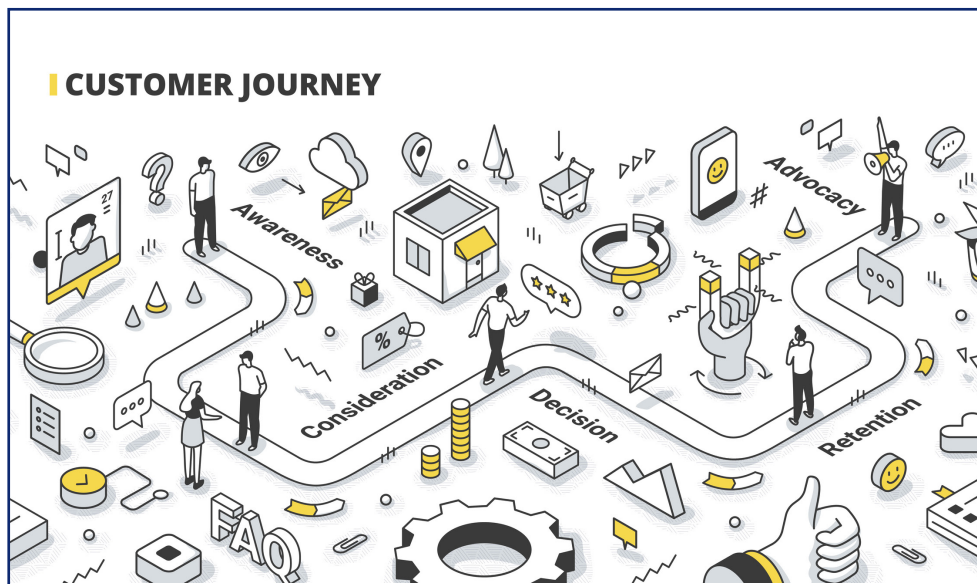 CUSTOMER JOURNEY
27
Awareness
#
Advocacy
%
Consideration
Decision
Retention
FAQ